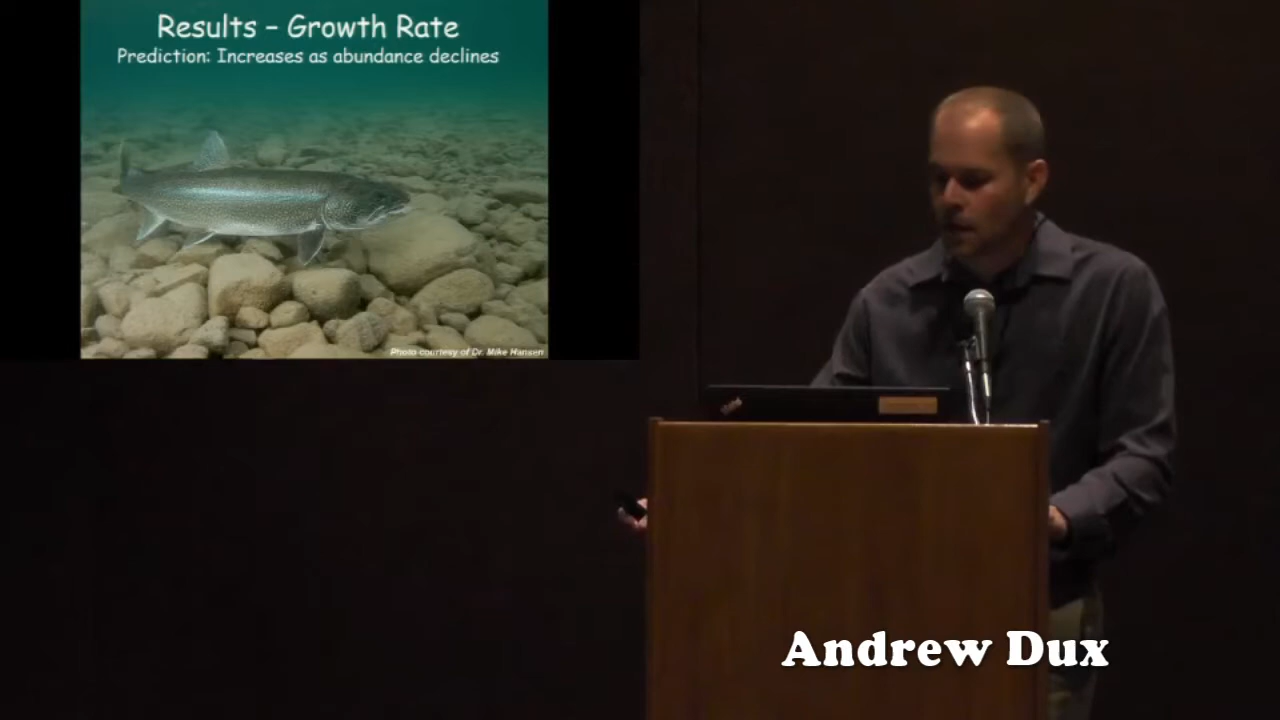 Results – Growth Rate
Prediction: Increases as abundance declines
Photo courtesy of Dr. Mike Hansen
Andrew Dux